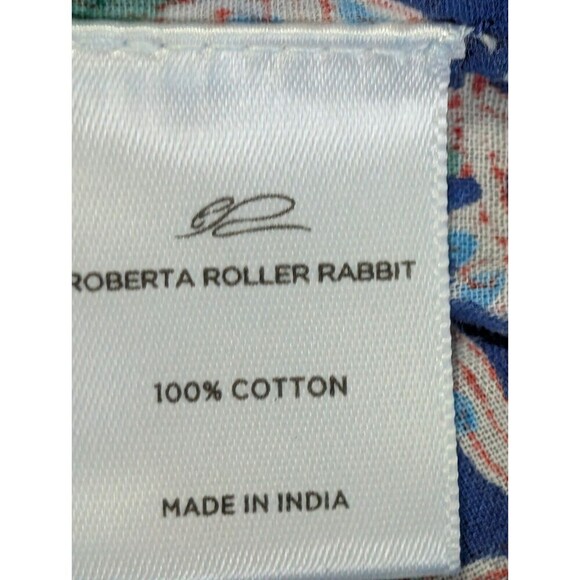 ROBERTA ROLLER RABBIT
100% COTTON
MADE IN INDIA